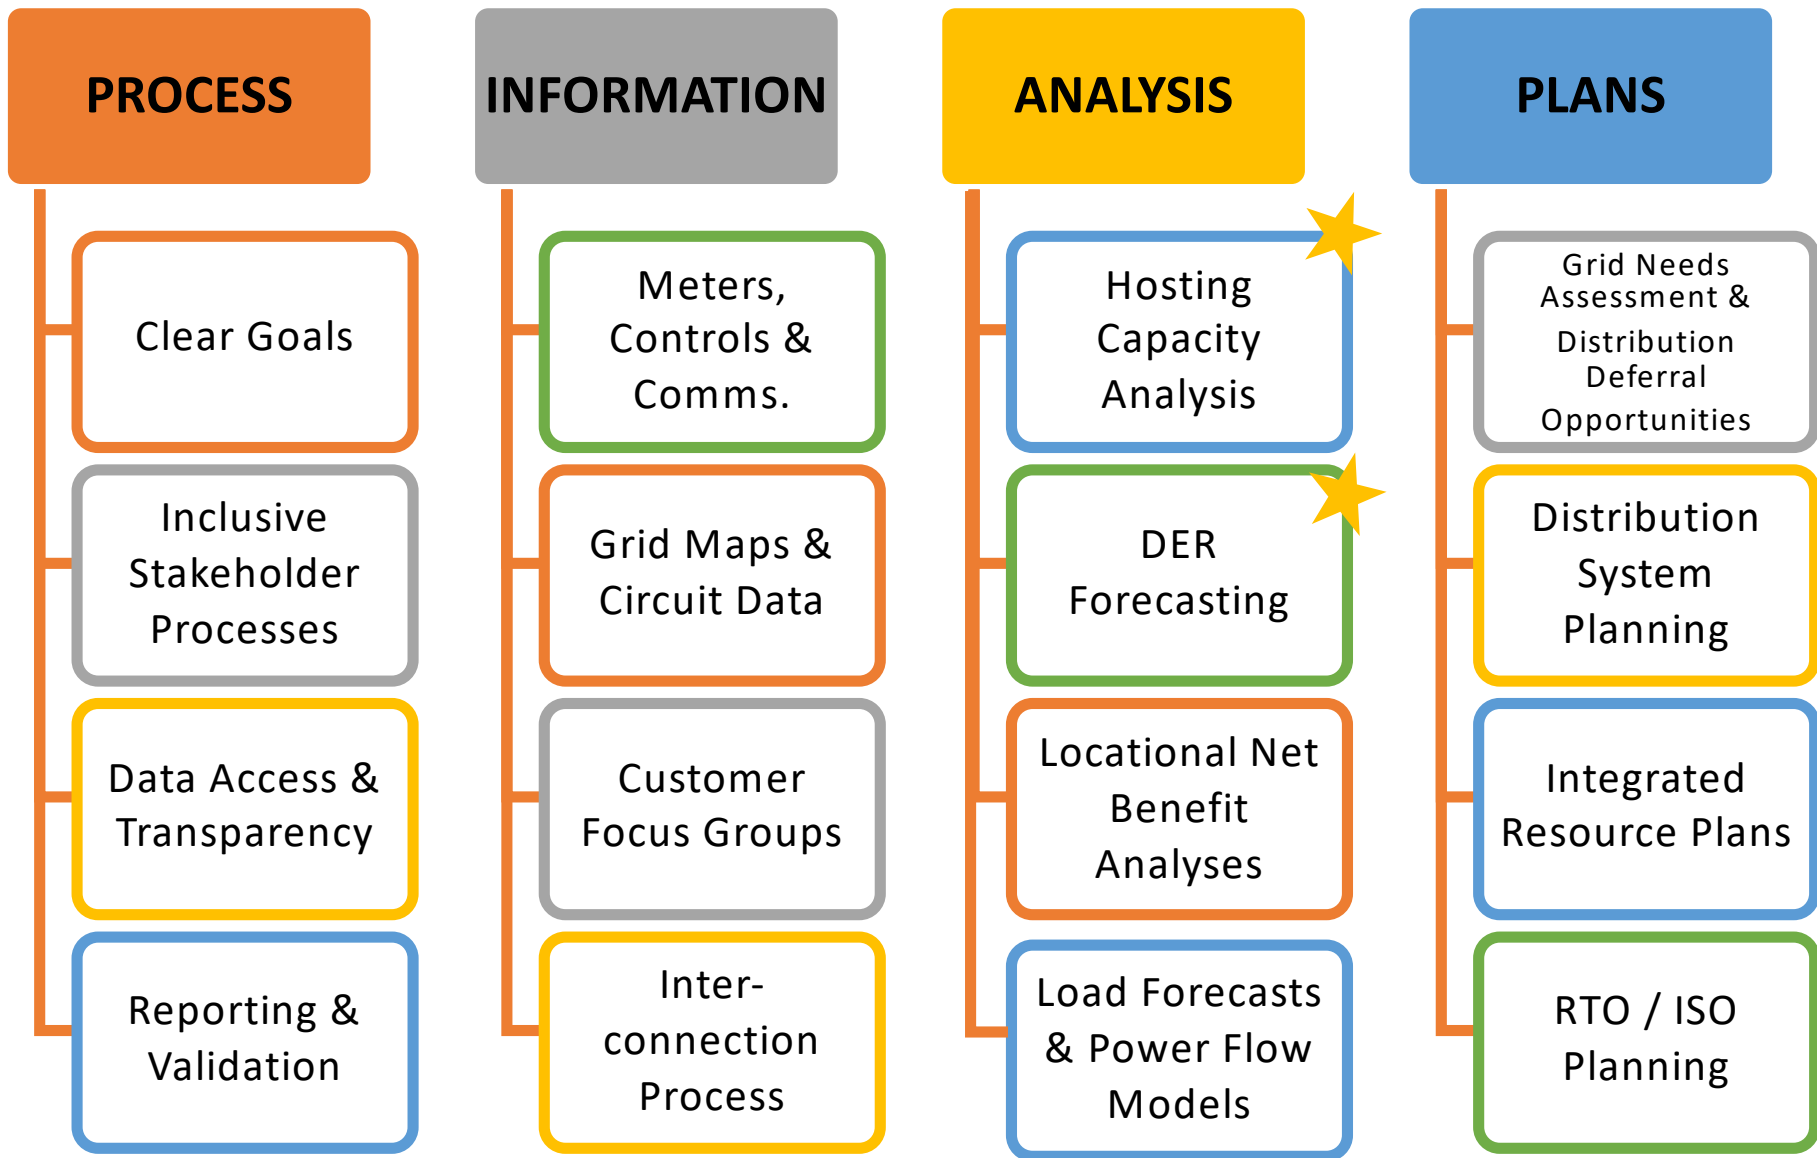 PROCESS
Clear Goals
Inclusive
Stakeholder
Processes
Data Access &
Transparency
Reporting &
Validation
INFORMATION
Meters,
Controls &
Comms.
Grid Maps &
Circuit Data
Customer
Focus Groups
Inter-
connection
Process
ANALYSIS
Hosting
Capacity
Analysis
DER
Forecasting
Locational Net
Benefit
Analyses
Load Forecasts
& Power Flow
Models
PLANS
Grid Needs
Assessment &
Distribution
Deferral
Opportunities
Distribution
System
Planning
Integrated
Resource Plans
RTO / ISO
Planning